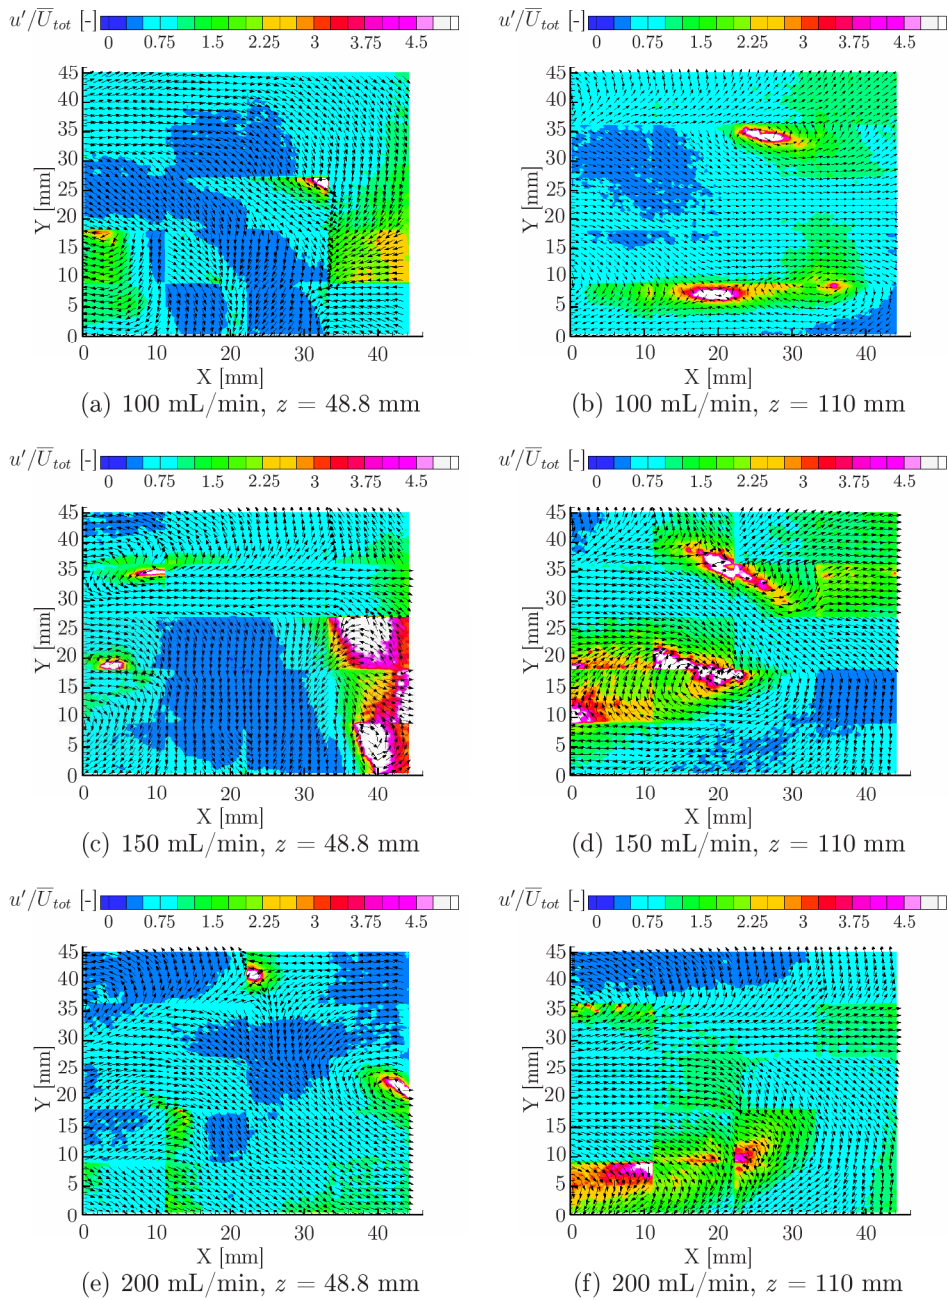 u′/U̅tot [-] u′/U̅tot [-]
0 0.75 1.5 2.25 3 3.75 4.5 0 0.75 1.5 2.25 3 3.75 4.5
45 40 35 30 25 20 15 10 5 0 45 40 35 30 25 20 15 10 5 0
Y [mm] Y [mm]
0 10 20 30 40 0 10 20 30 40
X [mm] X [mm]
(a) 100 mL/min, z = 48.8 mm (b) 100 mL/min, z = 110 mm
u′/U̅tot [-] u′/U̅tot [-]
0 0.75 1.5 2.25 3 3.75 4.5 0 0.75 1.5 2.25 3 3.75 4.5
45 40 35 30 25 20 15 10 5 0 45 40 35 30 25 20 15 10 5 0
Y [mm] Y [mm]
0 10 20 30 40 0 10 20 30 40
X [mm] X [mm]
(c) 150 mL/min, z = 48.8 mm (d) 150 mL/min, z = 110 mm
u′/U̅tot [-] u′/U̅tot [-]
0 0.75 1.5 2.25 3 3.75 4.5 0 0.75 1.5 2.25 3 3.75 4.5
45 40 35 30 25 20 15 10 5 0 45 40 35 30 25 20 15 10 5 0
Y [mm] Y [mm]
0 10 20 30 40 0 10 20 30 40
X [mm] X [mm]
(e) 200 mL/min, z = 48.8 mm (f) 200 mL/min, z = 110 mm